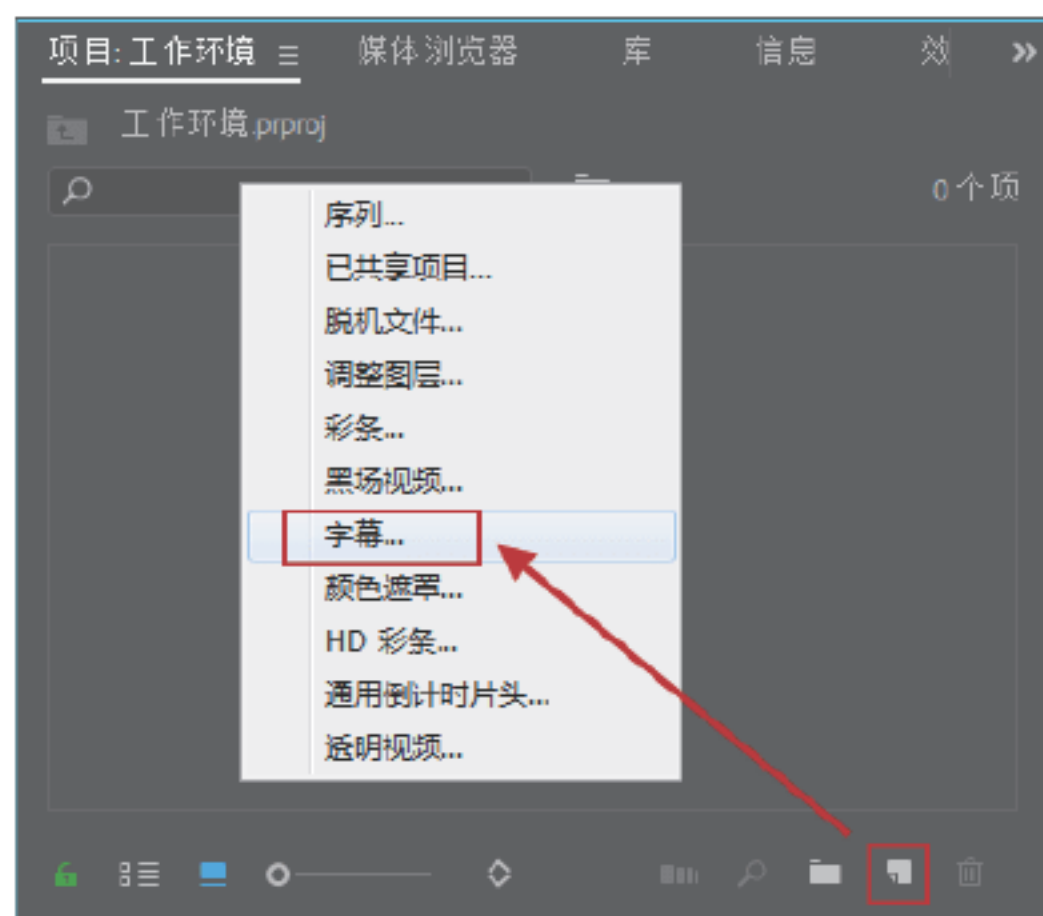 项目: 工作环境 媒体浏览器 库 信息 效
工作环境.prproj
0 个项
序列...
已共享项目...
脱机文件...
调整图层...
彩条...
黑场视频...
字幕...
颜色遮罩...
HD 彩条...
通用倒计时片头...
透明视频...